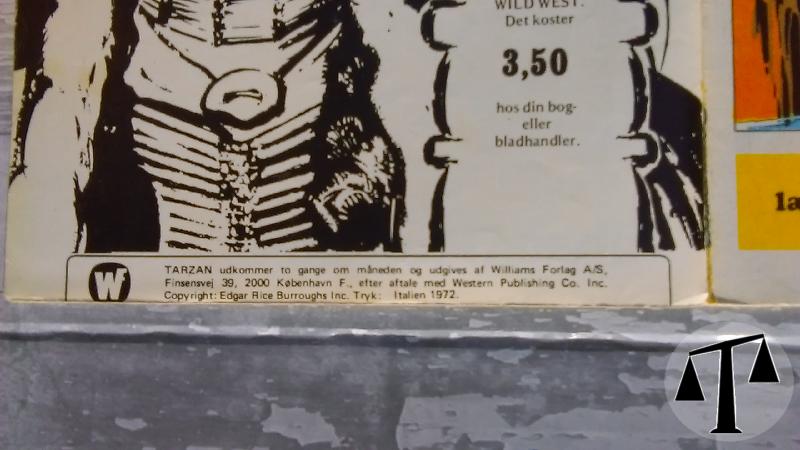 WILD WEST.
Det koster
3,50
hos din bog-
eller
bladhandler.
WF
TARZAN udkommer to gange om måneden og udgives af Williams Forlag A/S,
Finsensvej 39, 2000 København F., efter aftale med Western Publishing Co. Inc.
Copyright: Edgar Rice Burroughs Inc. Tryk: Italien 1972.